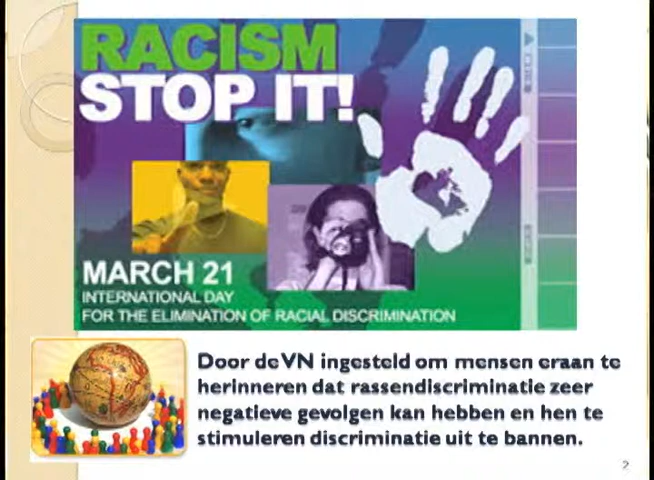 RACISM
STOP IT!
MARCH 21
INTERNATIONAL DAY
FOR THE ELIMINATION OF RACIAL DISCRIMINATION
Door de VN ingesteld om mensen eraan te
herinneren dat rassendiscriminatie zeer
negatieve gevolgen kan hebben en hen te
stimuleren discriminatie uit te bannen.
2